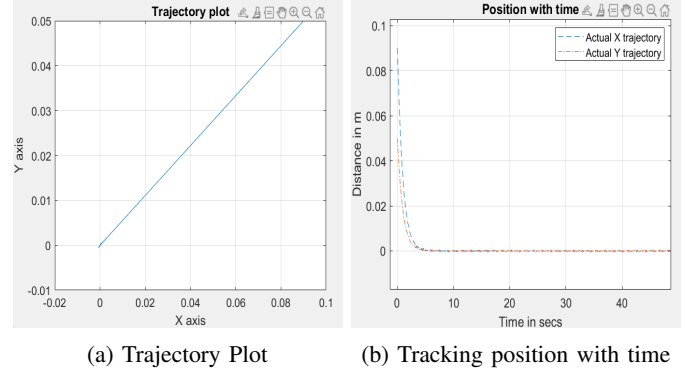 Trajectory plot
0.05
0.04
0.03
0.02
0.01
0
-0.01
Y axis
-0.02
0
0.02
0.04
0.06
0.08
0.1
X axis
(a) Trajectory Plot
Position with time
Actual X trajectory
Actual Y trajectory
0.1
0.08
0.06
0.04
0.02
0
Distance in m
0
10
20
30
40
Time in secs
(b) Tracking position with time